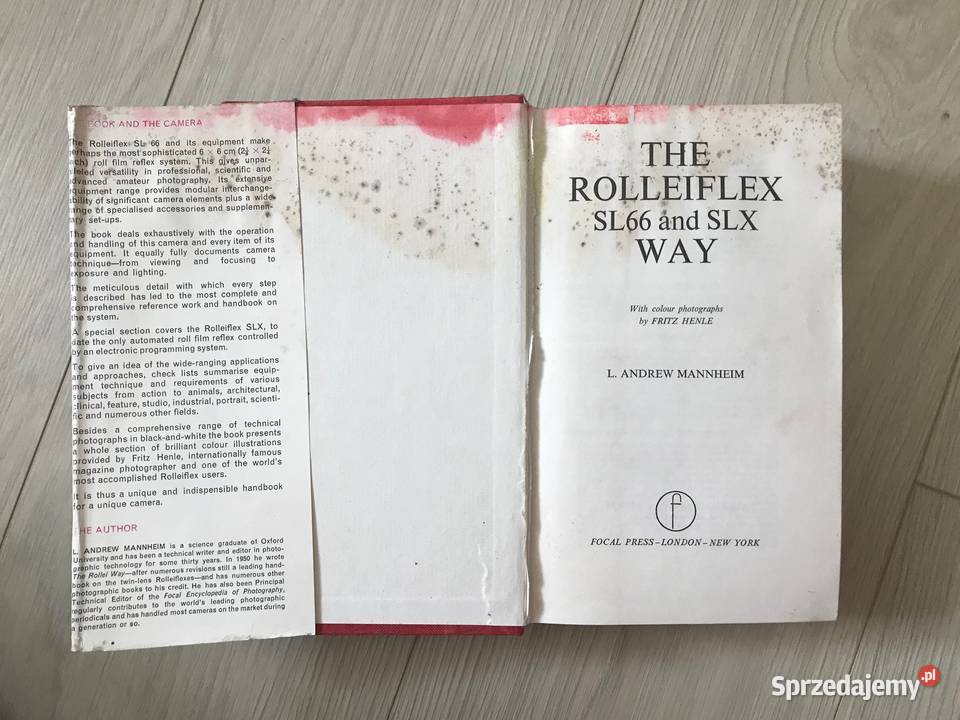 BOOK AND THE CAMERA
The Rolleiflex SL 66 and its equipment make
perhaps the most sophisticated 6 × 6 cm (2¼ × 2¼
inch) roll film reflex system. This gives unpar-
alleled versatility in professional, scientific and
advanced amateur photography. Its extensive
equipment range provides modular interchange-
ability of significant camera elements plus a wide
range of specialised accessories and supplemen-
tary set-ups.
The book deals exhaustively with the operation
and handling of this camera and every item of its
equipment. It equally fully documents camera
technique—from viewing and focusing to
exposure and lighting.
The meticulous detail with which every step
is described has led to the most complete and
comprehensive reference work and handbook on
the system.
A special section covers the Rolleiflex SLX, to
date the only automated roll film reflex controlled
by an electronic programming system.
To give an idea of the wide-ranging applications
and approaches, check lists summarise equip-
ment technique and requirements of various
subjects from action to animals, architectural,
clinical, feature, studio, industrial, portrait, scienti-
fic and numerous other fields.
Besides a comprehensive range of technical
photographs in black-and-white the book presents
a whole section of brilliant colour illustrations
provided by Fritz Henle, internationally famous
magazine photographer and one of the world's
most accomplished Rolleiflex users.
It is thus a unique and indispensible handbook
for a unique camera.
THE AUTHOR
L. ANDREW MANNHEIM is a science graduate of Oxford
University and has been a technical writer and editor in photo-
graphic technology for some thirty years. In 1950 he wrote
The Rollei Way—after numerous revisions still a leading hand-
book on the twin-lens Rolleiflexes—and has numerous other
photographic books to his credit. He has also been Principal
Technical Editor of the Focal Encyclopedia of Photography,
regularly contributes to the world's leading photographic
periodicals and has handled most cameras on the market during
a generation or so.
THE
ROLLEIFLEX
SL66 and SLX
WAY
With colour photographs
by FRITZ HENLE
L. ANDREW MANNHEIM
f
FOCAL PRESS–LONDON–NEW YORK
Sprzedajemy.pl